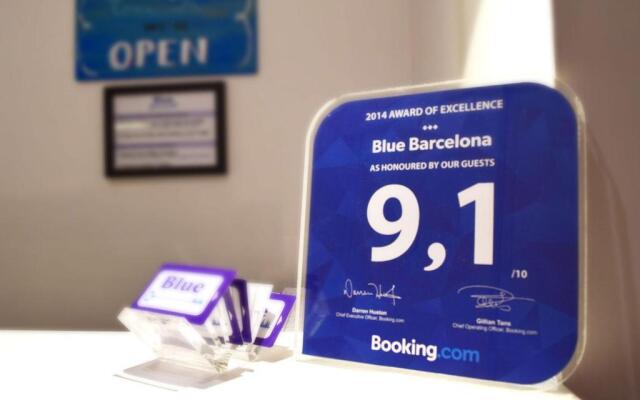 OPEN
2014 AWARD OF EXCELLENCE
Blue Barcelona
AS HONOURED BY OUR GUESTS
9,1
/10
Darren Huston
Chief Executive Officer, Booking.com
Gillian Tans
Chief Operating Officer, Booking.com
Booking.com
Blue